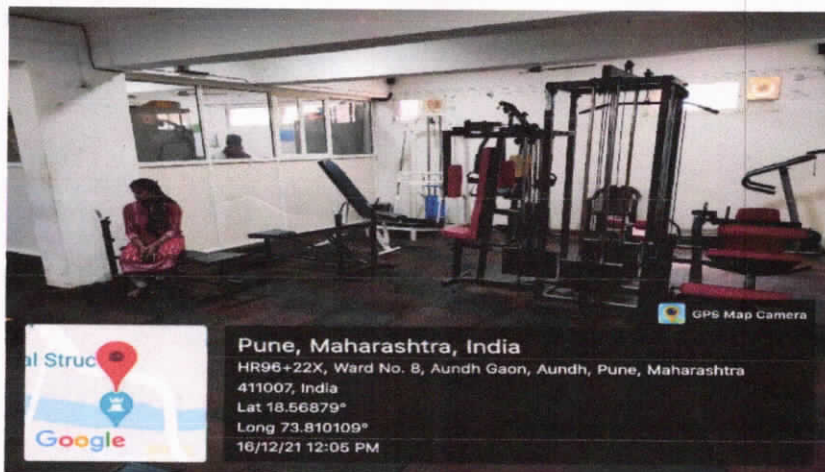 GPS Map Camera
al Struc
Google
Pune, Maharashtra, India
HR96+22X, Ward No. 8, Aundh Gaon, Aundh, Pune, Maharashtra
411007, India
Lat 18.56879°
Long 73.810109°
16/12/21 12:05 PM